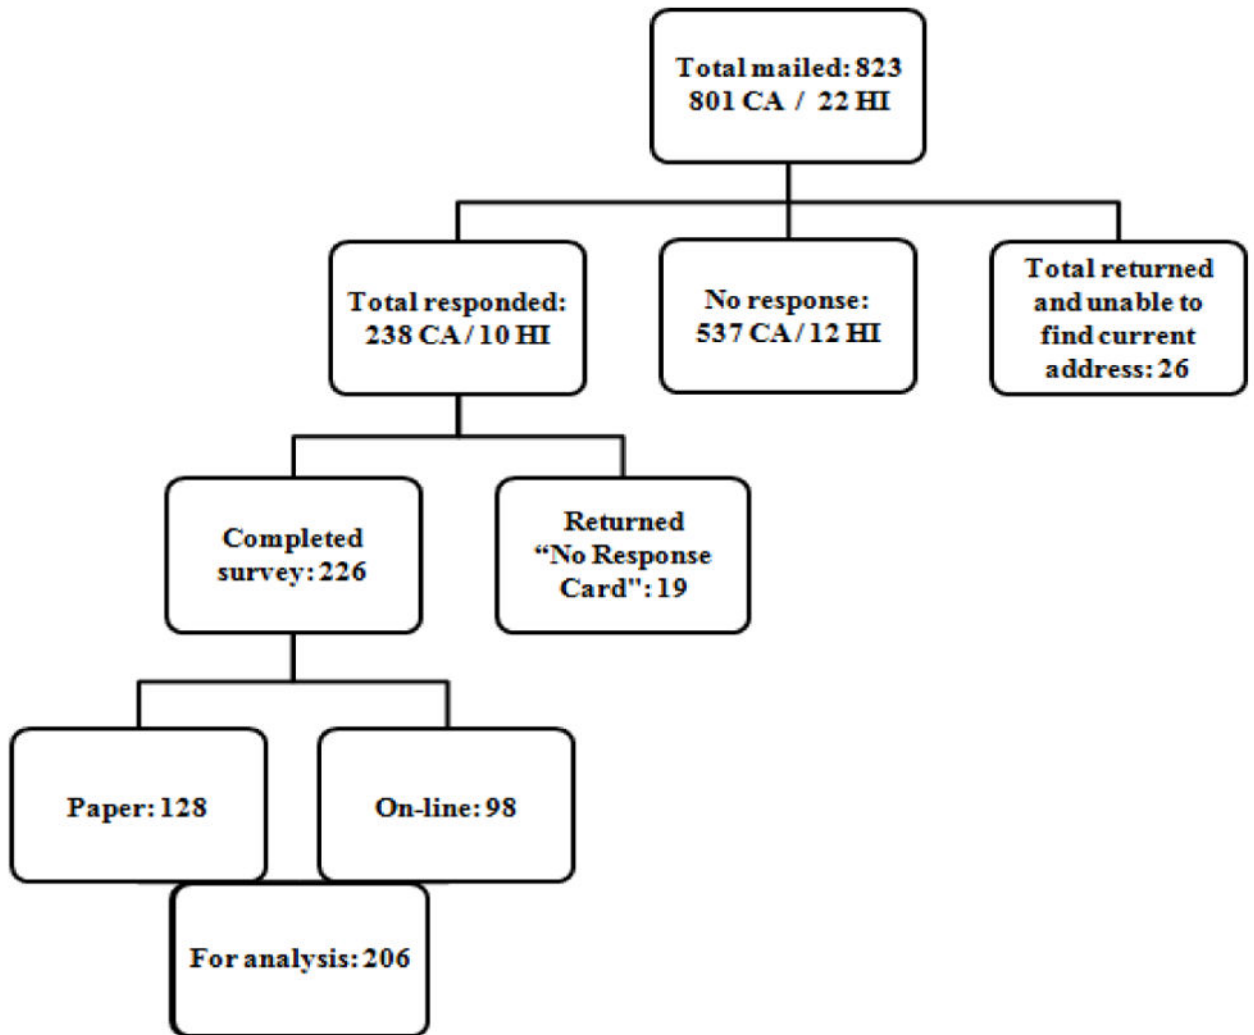 Total mailed: 823
801 CA / 22 HI
Total responded:
238 CA / 10 HI
No response:
537 CA / 12 HI
Total returned
and unable to
find current
address: 26
Completed
survey: 226
Returned
“No Response
Card": 19
Paper: 128
On-line: 98
For analysis: 206